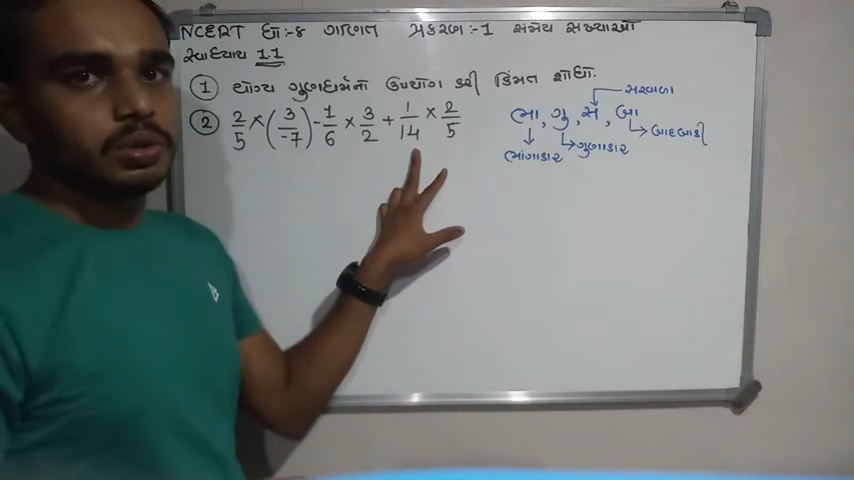 NCERT ધો:-૮ ગણિત પ્રકરણ:-1 સંમેય સંખ્યાઓ
સ્વાધ્યાય 1.1
① યોગ્ય ગુણધર્મનો ઉપયોગ કરી કિંમત શોધો.
② 2/5 × (3/-7) - 1/6 × 3/2 + 1/14 × 2/5
સરવાળા
ભા, ગુ, સ, બા
બાદબાકી
ગુણાકાર
ભાંગાકાર